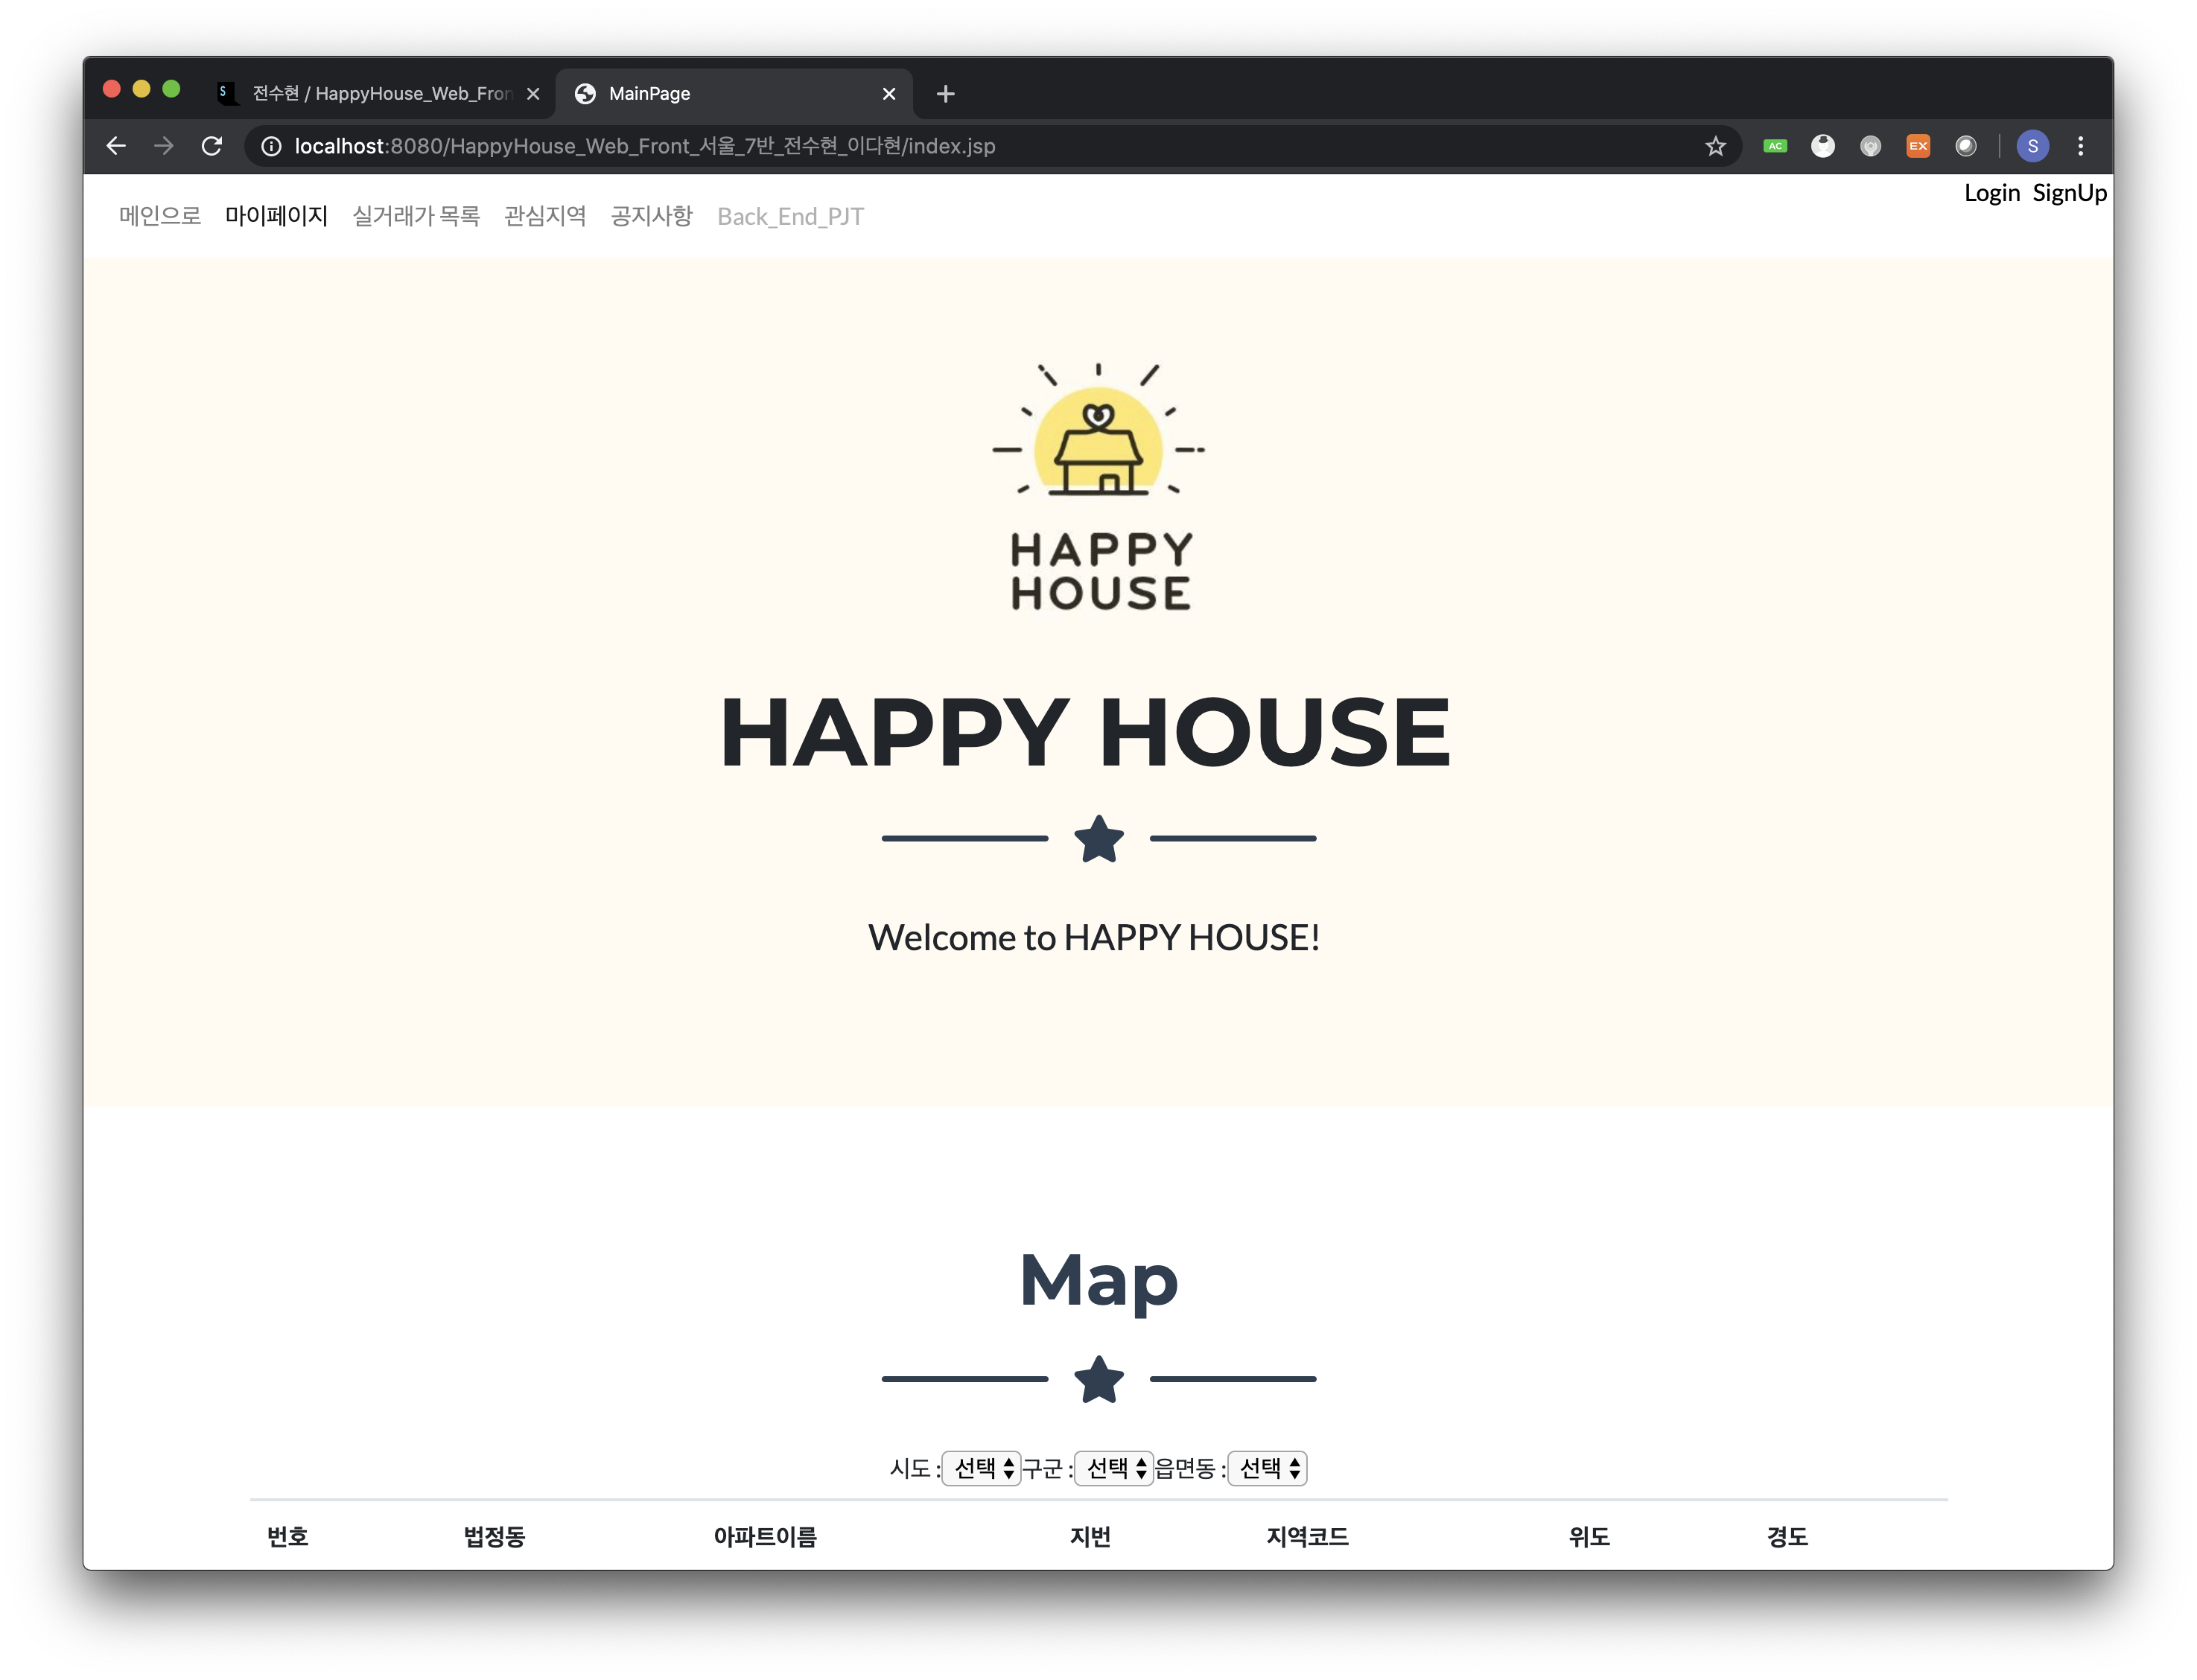 전수현 / HappyHouse_Web_Fron
MainPage
localhost:8080/HappyHouse_Web_Front_서울_7반_전수현_이다현/index.jsp
AC
EX
S
Login SignUp
메인으로 마이페이지 실거래가 목록 관심지역 공지사항 Back_End_PJT
HAPPY
HOUSE
HAPPY HOUSE
Welcome to HAPPY HOUSE!
Map
시도 : 선택 구군 : 선택 읍면동 : 선택
번호 법정동 아파트이름 지번 지역코드 위도 경도